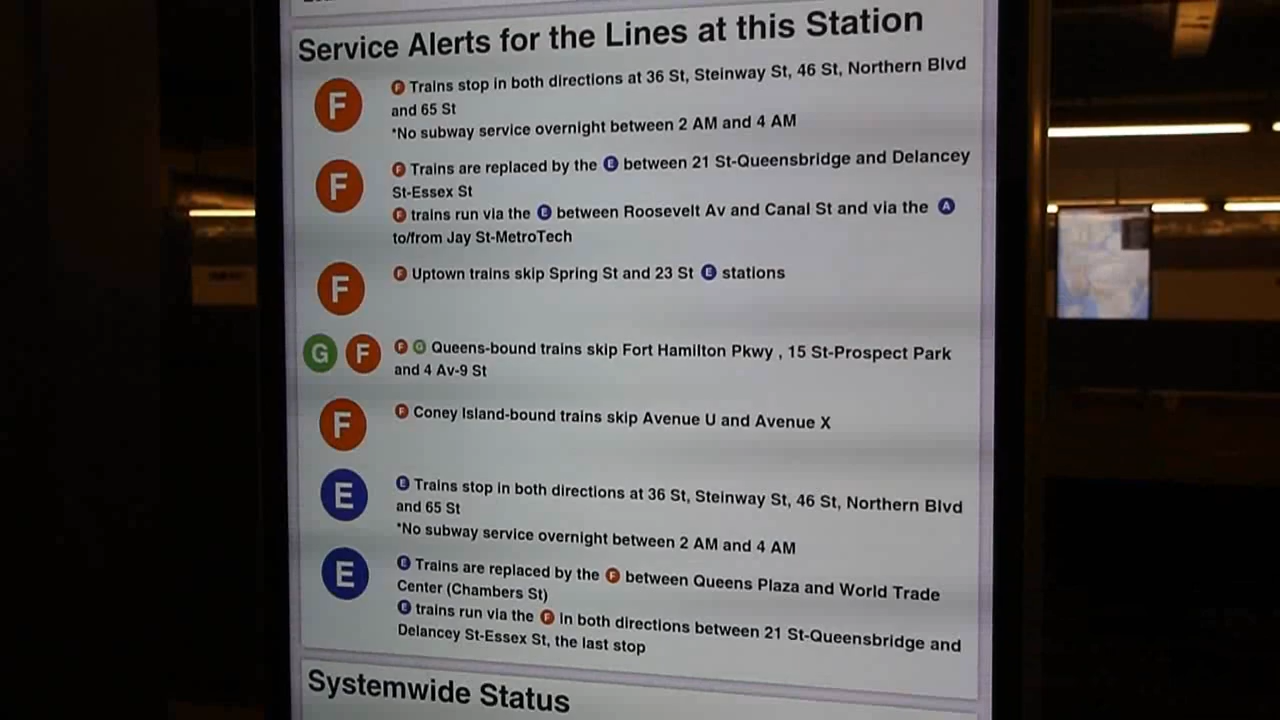 Service Alerts for the Lines at this Station
F F Trains stop in both directions at 36 St, Steinway St, 46 St, Northern Blvd
and 65 St
*No subway service overnight between 2 AM and 4 AM
F F Trains are replaced by the E between 21 St-Queensbridge and Delancey
St-Essex St
F trains run via the E between Roosevelt Av and Canal St and via the A
to/from Jay St-MetroTech
F F Uptown trains skip Spring St and 23 St E stations
G F F G Queens-bound trains skip Fort Hamilton Pkwy , 15 St-Prospect Park
and 4 Av-9 St
F F Coney Island-bound trains skip Avenue U and Avenue X
E E Trains stop in both directions at 36 St, Steinway St, 46 St, Northern Blvd
and 65 St
*No subway service overnight between 2 AM and 4 AM
E E Trains are replaced by the F between Queens Plaza and World Trade
Center (Chambers St)
E trains run via the F in both directions between 21 St-Queensbridge and
Delancey St-Essex St, the last stop
Systemwide Status